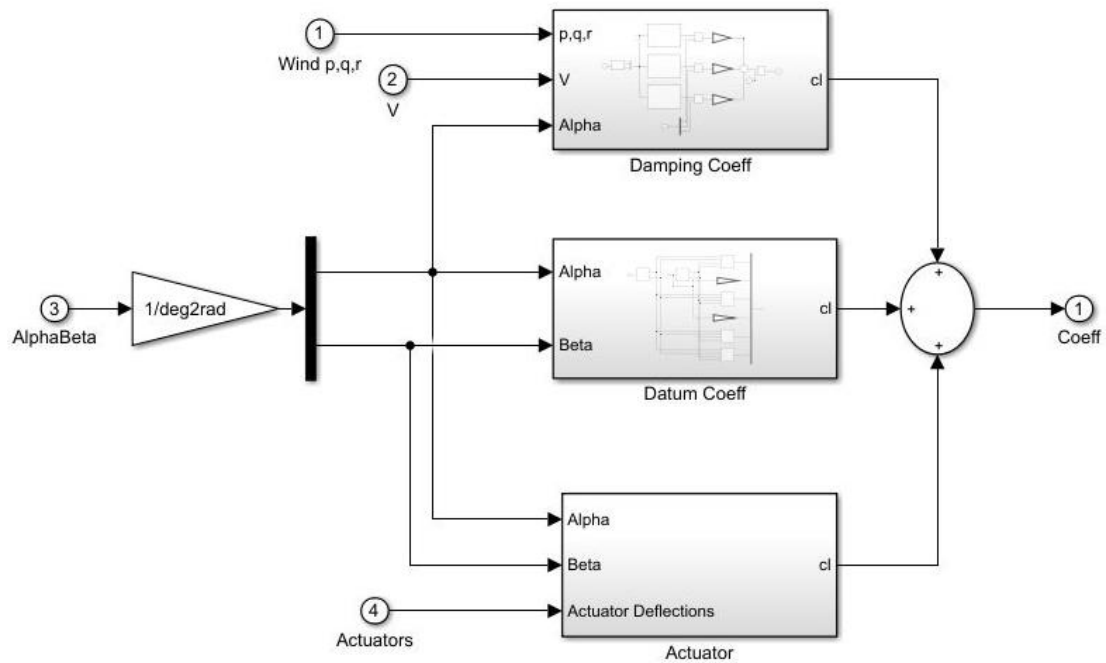 1
Wind p,q,r
2
V
p,q,r
V
Alpha
cl
Damping Coeff
3
AlphaBeta
1/deg2rad
Alpha
Beta
cl
Datum Coeff
+
+
+
1
Coeff
Alpha
Beta
Actuator Deflections
cl
Actuator
4
Actuators